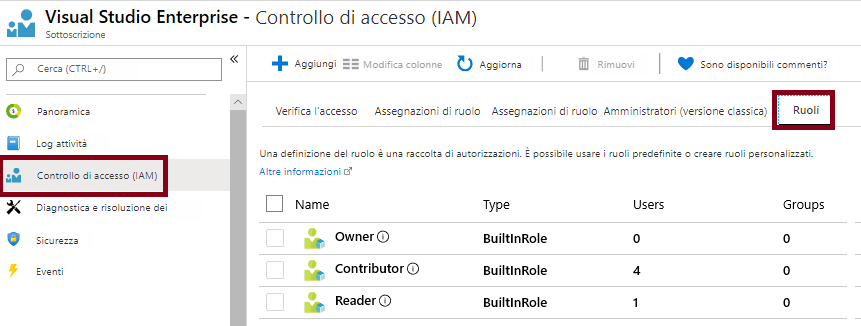 Visual Studio Enterprise - Controllo di accesso (IAM)
Sottoscrizione
Cerca (CTRL+/)
«
Panoramica
Log attività
Controllo di accesso (IAM)
Diagnostica e risoluzione dei
Sicurezza
Eventi
Aggiungi Modifica colonne Aggiorna Rimuovi Sono disponibili commenti?
Verifica l'accesso Assegnazioni di ruolo Assegnazioni di ruolo Amministratori (versione classica) Ruoli
Una definizione del ruolo è una raccolta di autorizzazioni. È possibile usare i ruoli predefinite o creare ruoli personalizzati.
Altre informazioni
Name Type Users Groups
Owner BuiltInRole 0 0
Contributor BuiltInRole 4 0
Reader BuiltInRole 1 0